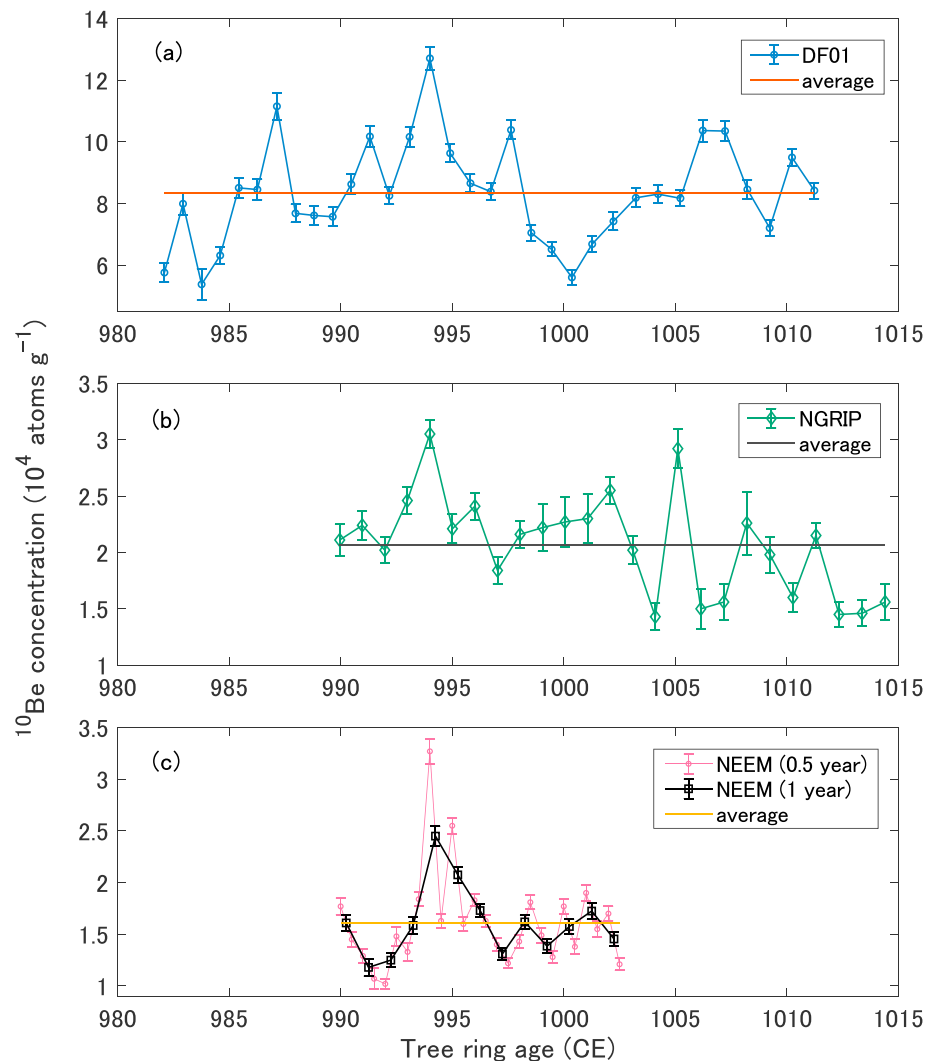 14
12
10
8
6
(a)
DF01
average
980 985 990 995 1000 1005 1010 1015
3.5
3
2.5
2
1.5
1
(b)
NGRIP
average
980 985 990 995 1000 1005 1010 1015
3.5
3
2.5
2
1.5
1
(c)
NEEM (0.5 year)
NEEM (1 year)
average
980 985 990 995 1000 1005 1010 1015
Tree ring age (CE)
¹⁰Be concentration (10⁴ atoms g⁻¹)